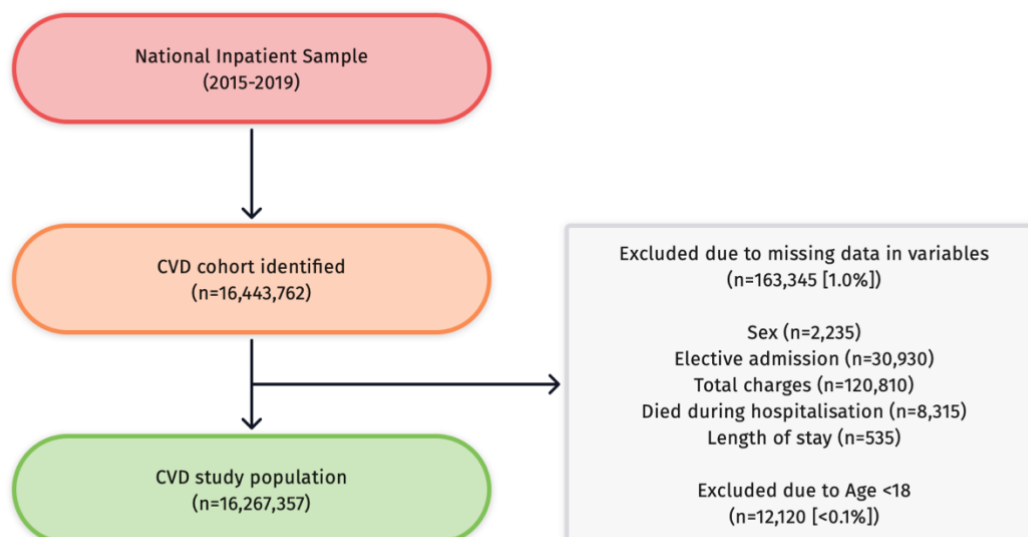 National Inpatient Sample
(2015-2019)
CVD cohort identified
(n=16,443,762)
Excluded due to missing data in variables
(n=163,345 [1.0%])
Sex (n=2,235)
Elective admission (n=30,930)
Total charges (n=120,810)
Died during hospitalisation (n=8,315)
Length of stay (n=535)
Excluded due to Age <18
(n=12,120 [<0.1%])
CVD study population
(n=16,267,357)